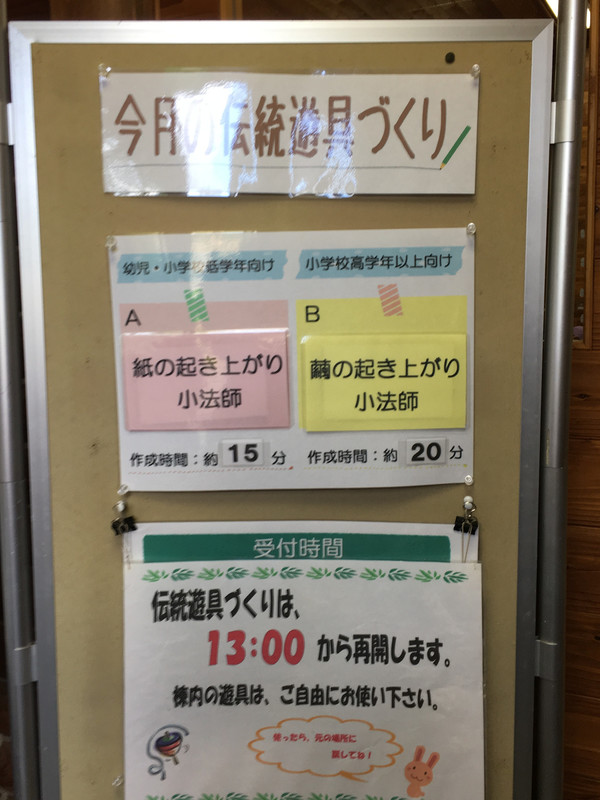 今月の伝統遊具づくり
幼児・小学校低学年向け
小学校高学年以上向け
A
紙の起き上がり
小法師
作成時間：約 15 分
B
繭の起き上がり
小法師
作成時間：約 20 分
受付時間
伝統遊具づくりは、
13:00 から再開します。
棟内の遊具は、ご自由にお使い下さい。
使ったら、元の場所に
戻してね！